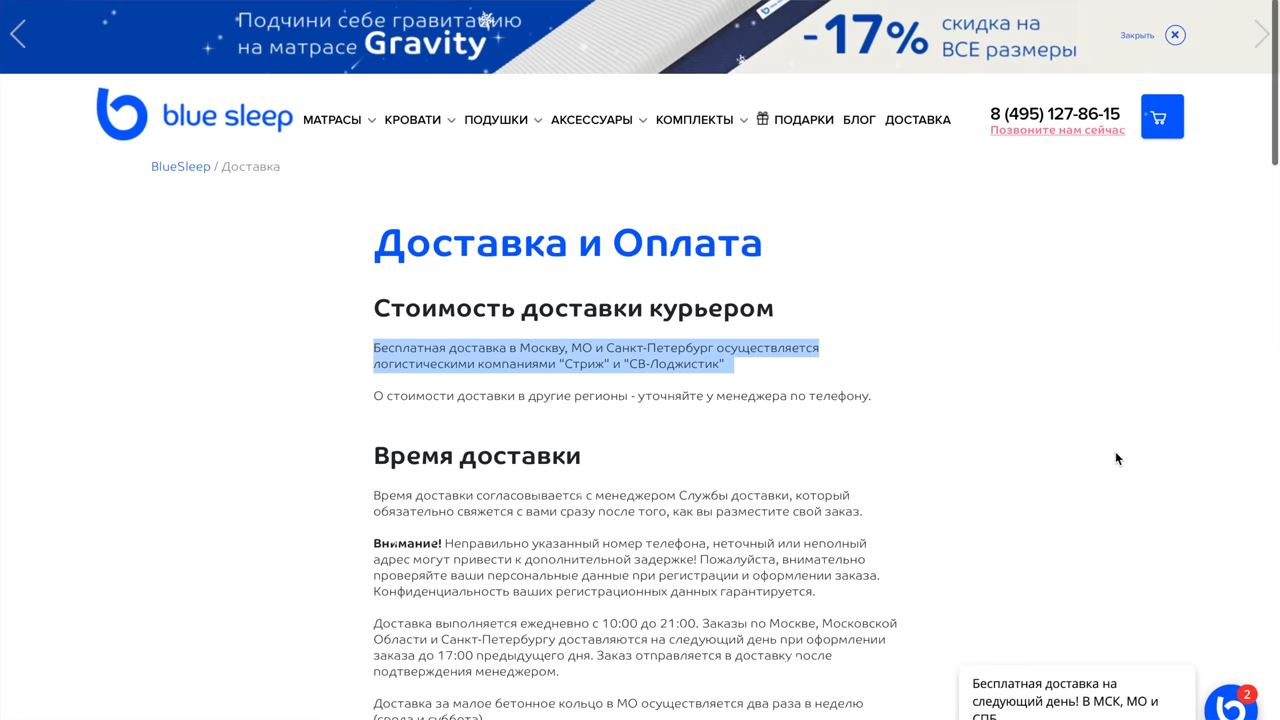 Подчини себе гравитацию
на матрасе Gravity
-17% скидка на
ВСЕ размеры
Закрыть
blue sleep
МАТРАСЫ КРОВАТИ ПОДУШКИ АКСЕССУАРЫ КОМПЛЕКТЫ ПОДАРКИ БЛОГ ДОСТАВКА
8 (495) 127-86-15
Позвоните нам сейчас
BlueSleep / Доставка
Доставка и Оплата
Стоимость доставки курьером
Бесплатная доставка в Москву, МО и Санкт-Петербург осуществляется
логистическими компаниями "Стриж" и "СВ-Лоджистик"
О стоимости доставки в другие регионы - уточняйте у менеджера по телефону.
Время доставки
Время доставки согласовывается с менеджером Службы доставки, который
обязательно свяжется с вами сразу после того, как вы разместите свой заказ.
Внимание! Неправильно указанный номер телефона, неточный или неполный
адрес могут привести к дополнительной задержке! Пожалуйста, внимательно
проверяйте ваши персональные данные при регистрации и оформлении заказа.
Конфиденциальность ваших регистрационных данных гарантируется.
Доставка выполняется ежедневно с 10:00 до 21:00. Заказы по Москве, Московской
Области и Санкт-Петербургу доставляются на следующий день при оформлении
заказа до 17:00 предыдущего дня. Заказ отправляется в доставку после
подтверждения менеджером.
Доставка за малое бетонное кольцо в МО осуществляется два раза в неделю
(среда и суббота)
Бесплатная доставка на
следующий день! В МСК, МО и
СПБ
2